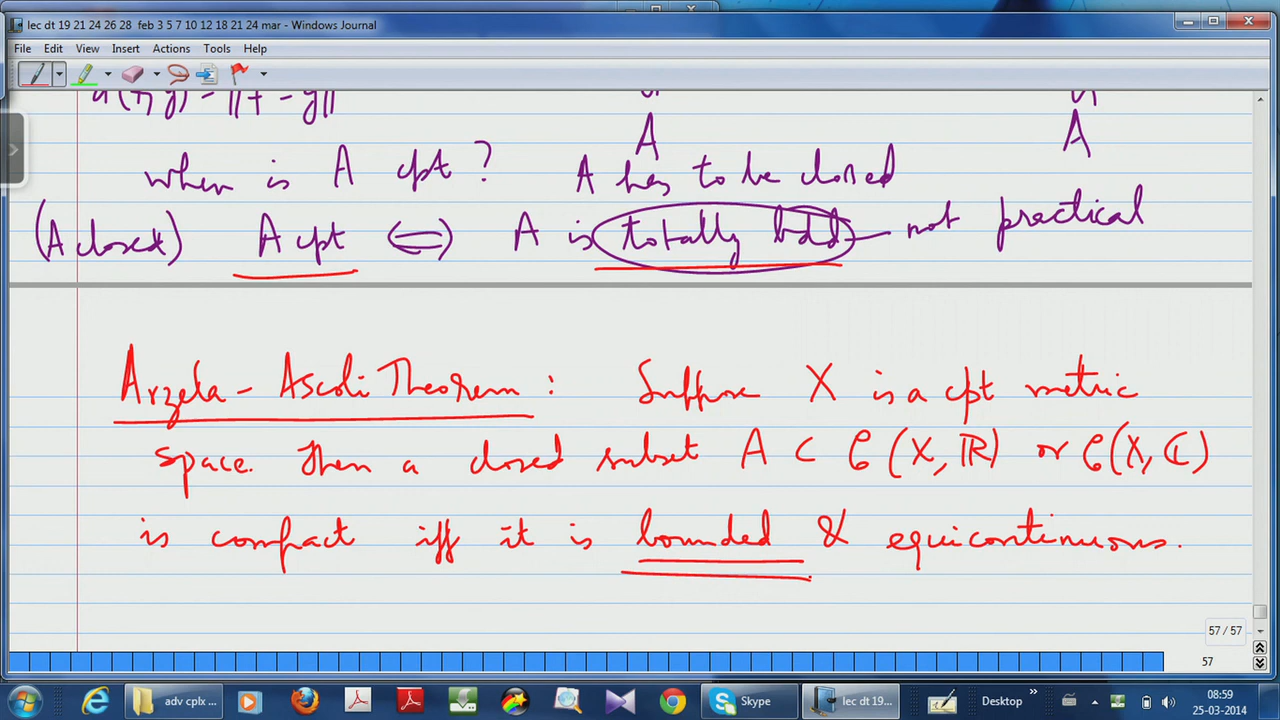 lec dt 19 21 24 26 28 feb 3 5 7 10 12 18 21 24 mar - Windows Journal
File Edit View Insert Actions Tools Help
A A
when is A cpt? A has to be closed
(A closed) A cpt ⟺ A is totally bdd — not practical
Arzela - Ascoli Theorem : Suppose X is a cpt metric
space. Then a closed subset A ⊂ C(X, ℝ) or C(X, ℂ)
is compact iff it is bounded & equicontinuous.
57 / 57
57
adv cplx ... Skype lec dt 19... Desktop » 08:59
25-03-2014